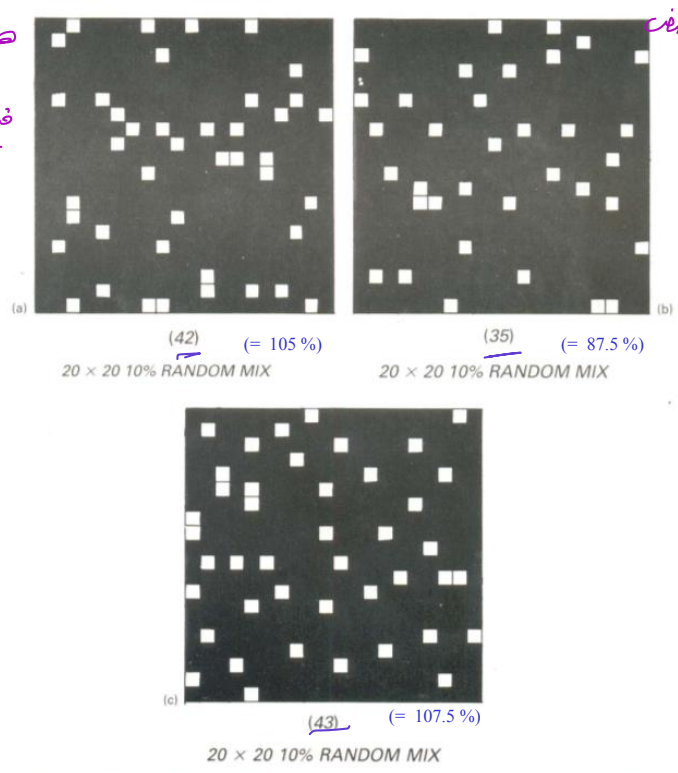 (a)
(b)
(42) (= 105 %)
20 × 20 10% RANDOM MIX
(35) (= 87.5 %)
20 × 20 10% RANDOM MIX
(c)
(43) (= 107.5 %)
20 × 20 10% RANDOM MIX